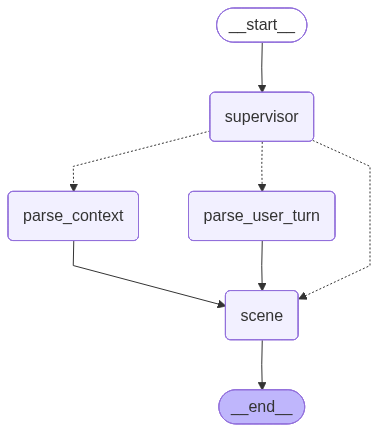 __start__
supervisor
parse_context
parse_user_turn
scene
__end__